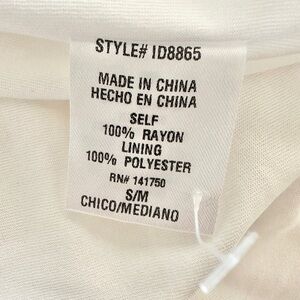 STYLE# ID8865
MADE IN CHINA
HECHO EN CHINA
SELF
100% RAYON
LINING
100% POLYESTER
RN# 141750
S/M
CHICO/MEDIANO